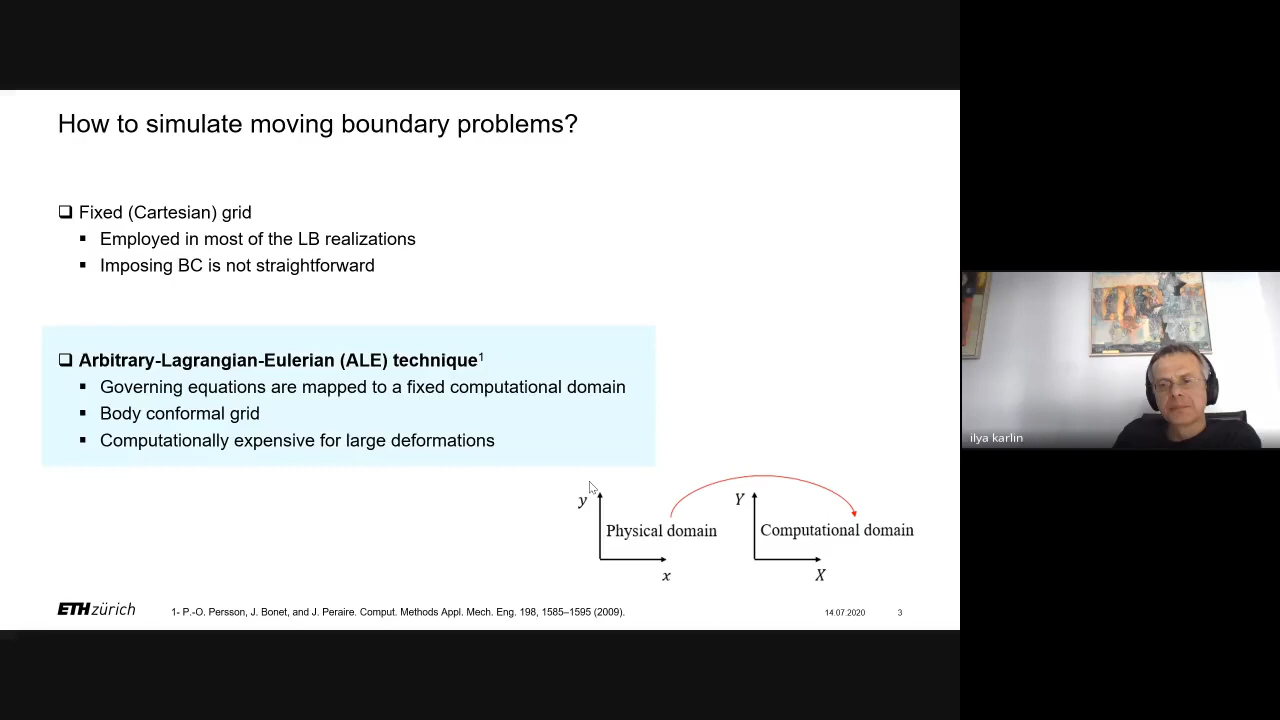 How to simulate moving boundary problems?
❑ Fixed (Cartesian) grid
▪ Employed in most of the LB realizations
▪ Imposing BC is not straightforward
❑ Arbitrary-Lagrangian-Eulerian (ALE) technique¹
▪ Governing equations are mapped to a fixed computational domain
▪ Body conformal grid
▪ Computationally expensive for large deformations
y
Physical domain
x
Y
Computational domain
X
ETH zürich
1- P.-O. Persson, J. Bonet, and J. Peraire. Comput. Methods Appl. Mech. Eng. 198, 1585–1595 (2009).
14.07.2020
3
ilya karlin